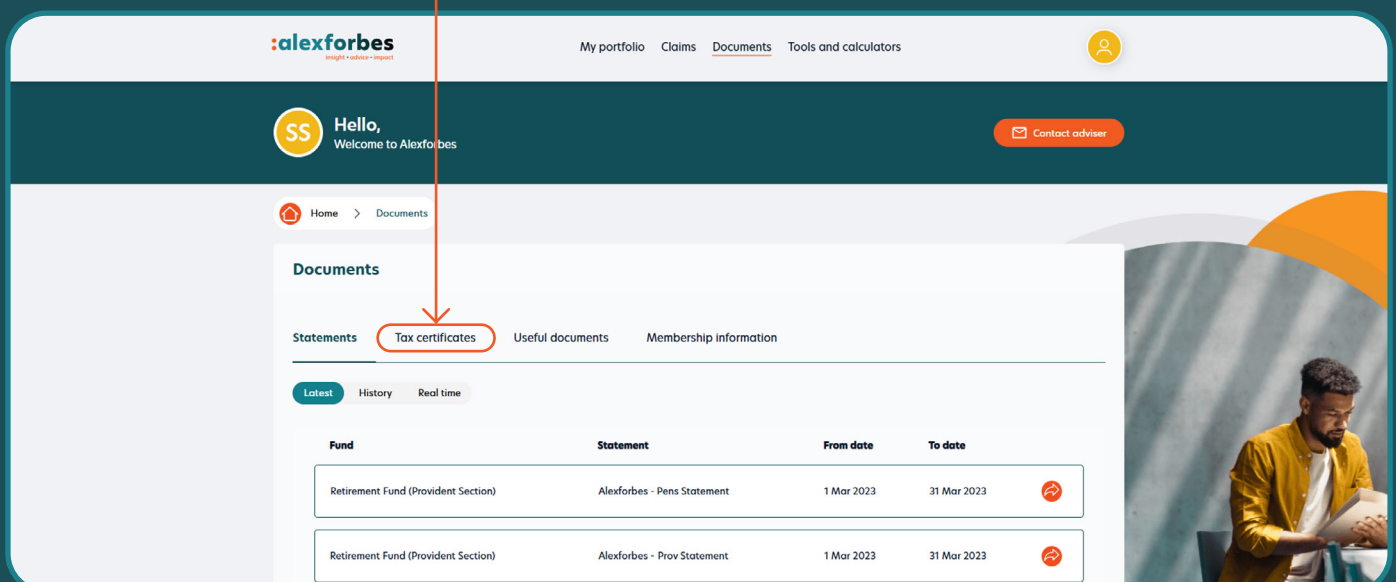 :alexforbes
insight • advice • impact
My portfolio Claims Documents Tools and calculators
SS
Hello,
Welcome to Alexforbes
Contact adviser
Home > Documents
Documents
Statements Tax certificates Useful documents Membership information
Latest History Real time
Fund Statement From date To date
Retirement Fund (Provident Section) Alexforbes - Pens Statement 1 Mar 2023 31 Mar 2023
Retirement Fund (Provident Section) Alexforbes - Prov Statement 1 Mar 2023 31 Mar 2023